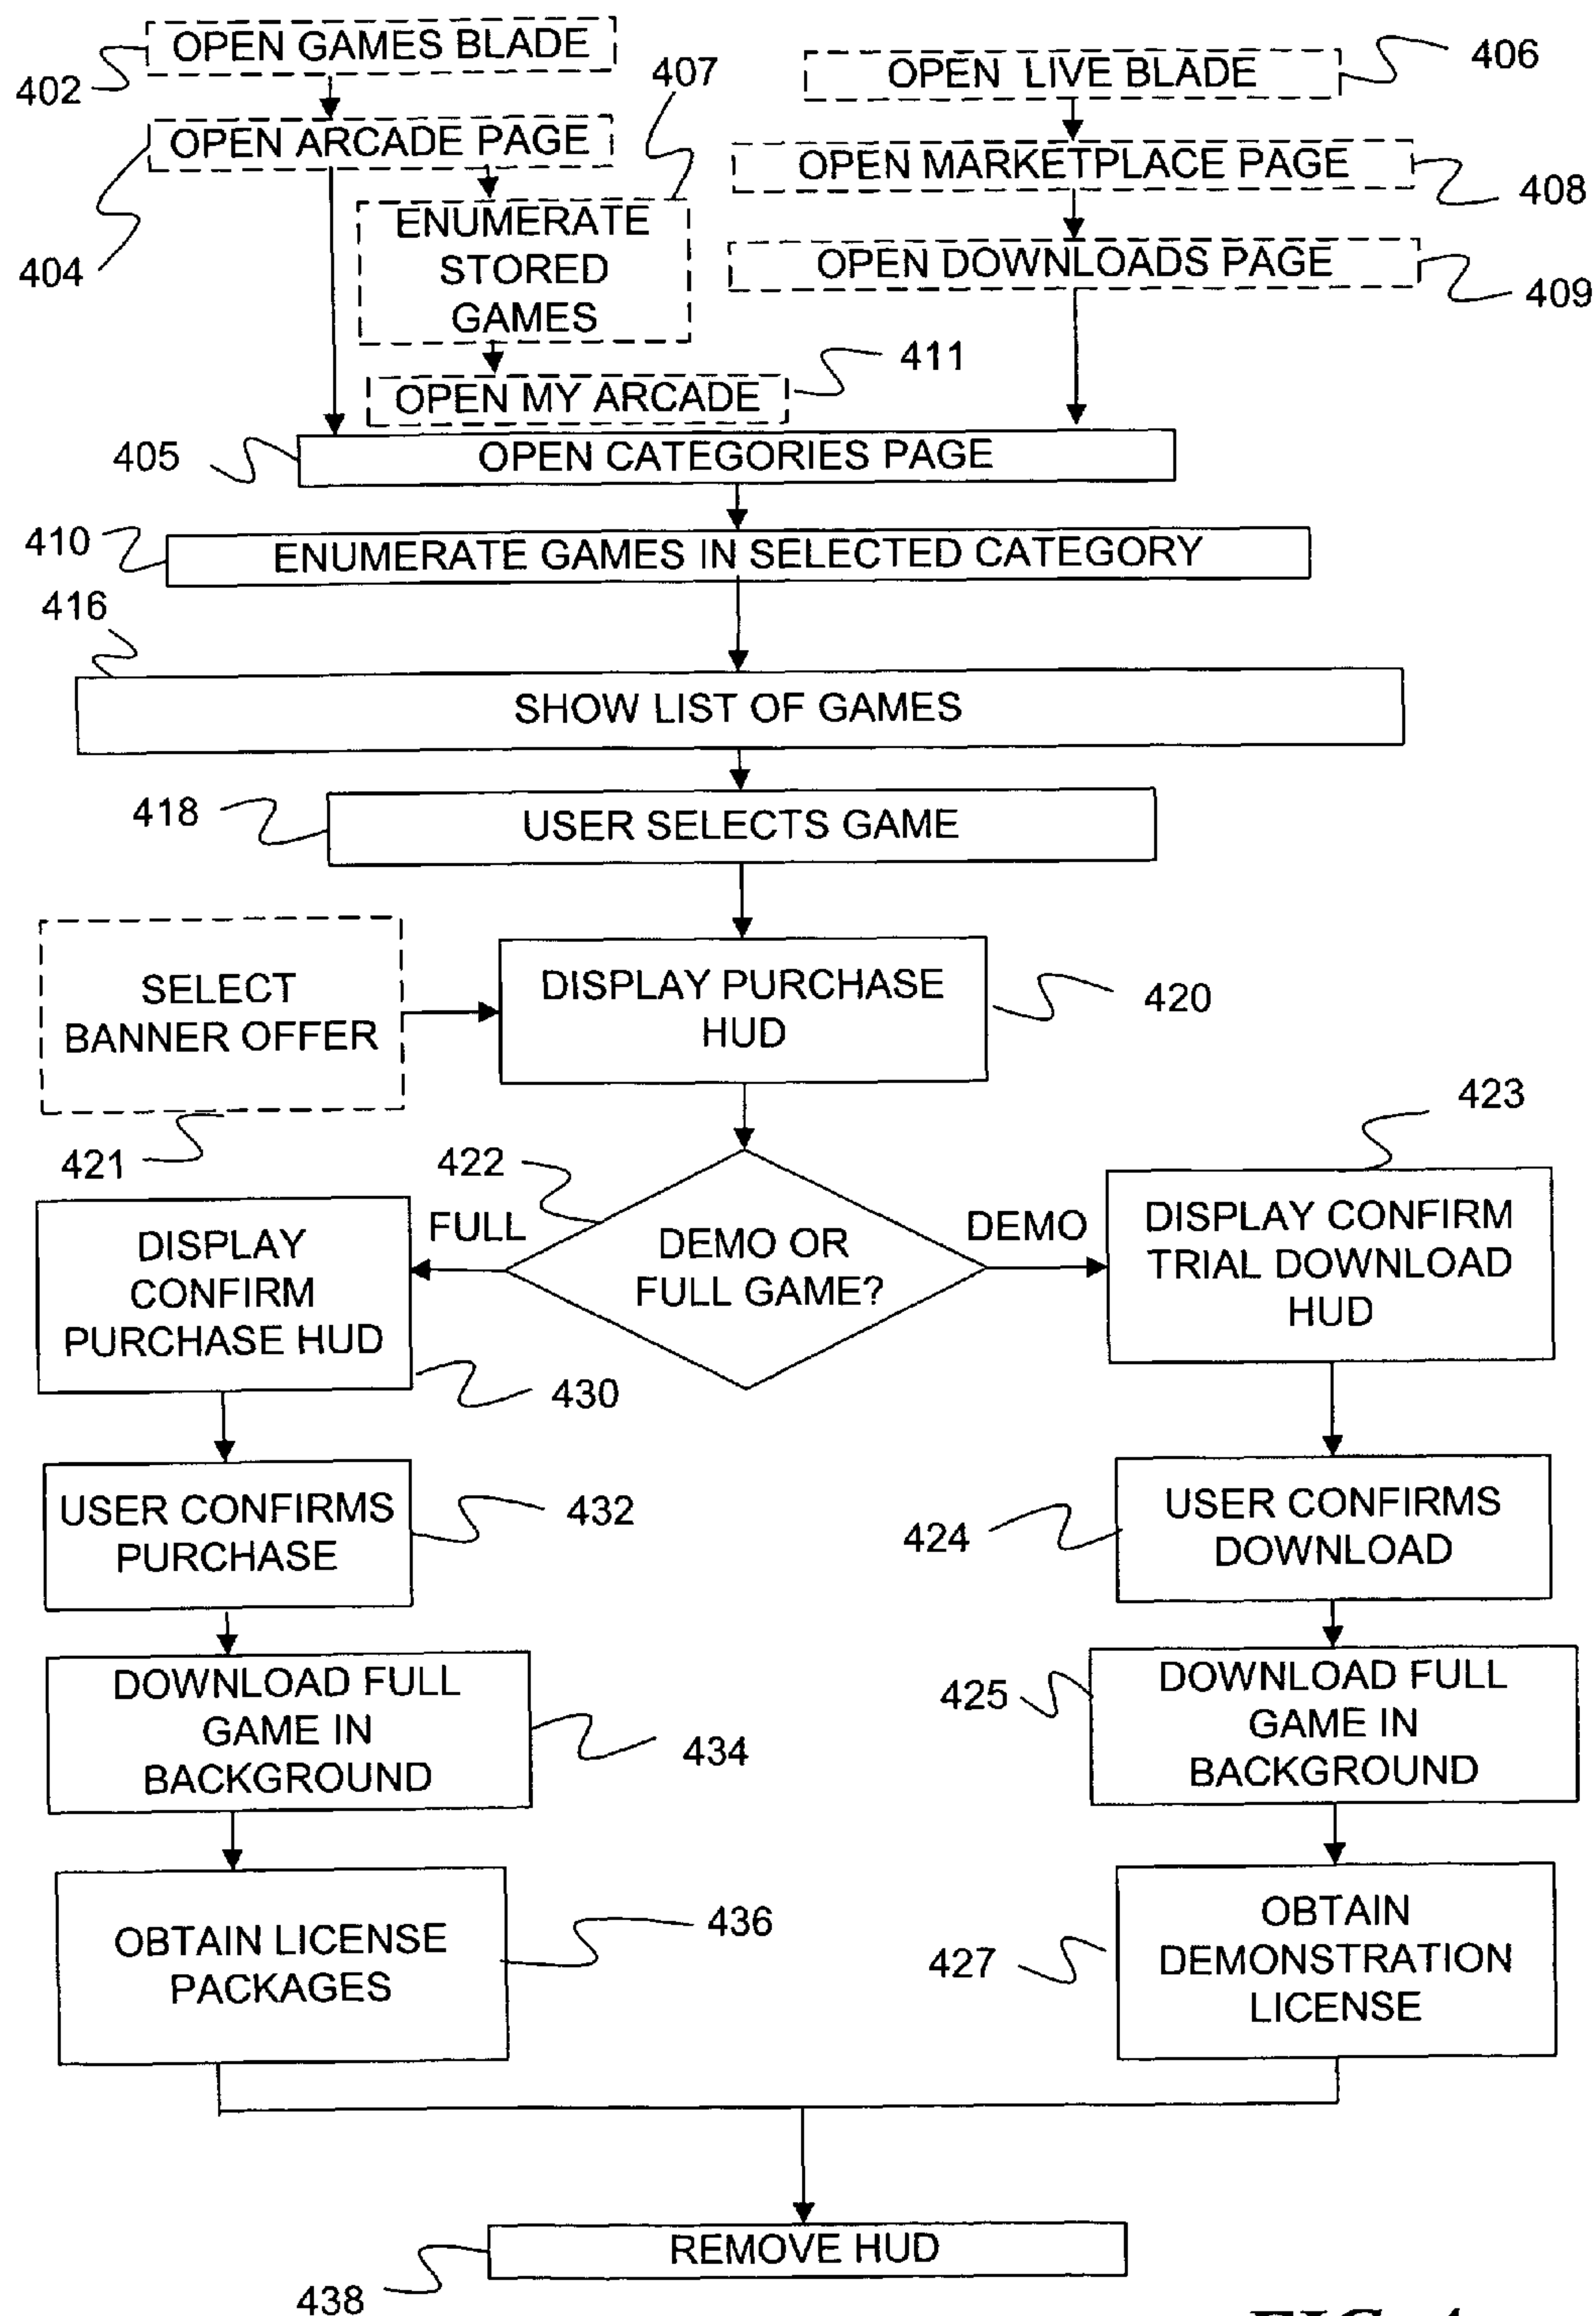 OPEN GAMES BLADE
402
407
OPEN LIVE BLADE
406
OPEN ARCADE PAGE
404
OPEN MARKETPLACE PAGE
408
ENUMERATE
STORED
GAMES
OPEN DOWNLOADS PAGE
409
411
OPEN MY ARCADE
405
OPEN CATEGORIES PAGE
410
ENUMERATE GAMES IN SELECTED CATEGORY
416
SHOW LIST OF GAMES
418
USER SELECTS GAME
SELECT
BANNER OFFER
421
DISPLAY PURCHASE
HUD
420
422
423
FULL
DEMO OR
FULL GAME?
DEMO
DISPLAY
CONFIRM
PURCHASE HUD
430
DISPLAY CONFIRM
TRIAL DOWNLOAD
HUD
USER CONFIRMS
PURCHASE
432
424
USER CONFIRMS
DOWNLOAD
DOWNLOAD FULL
GAME IN
BACKGROUND
434
425
DOWNLOAD FULL
GAME IN
BACKGROUND
OBTAIN LICENSE
PACKAGES
436
427
OBTAIN
DEMONSTRATION
LICENSE
REMOVE HUD
438